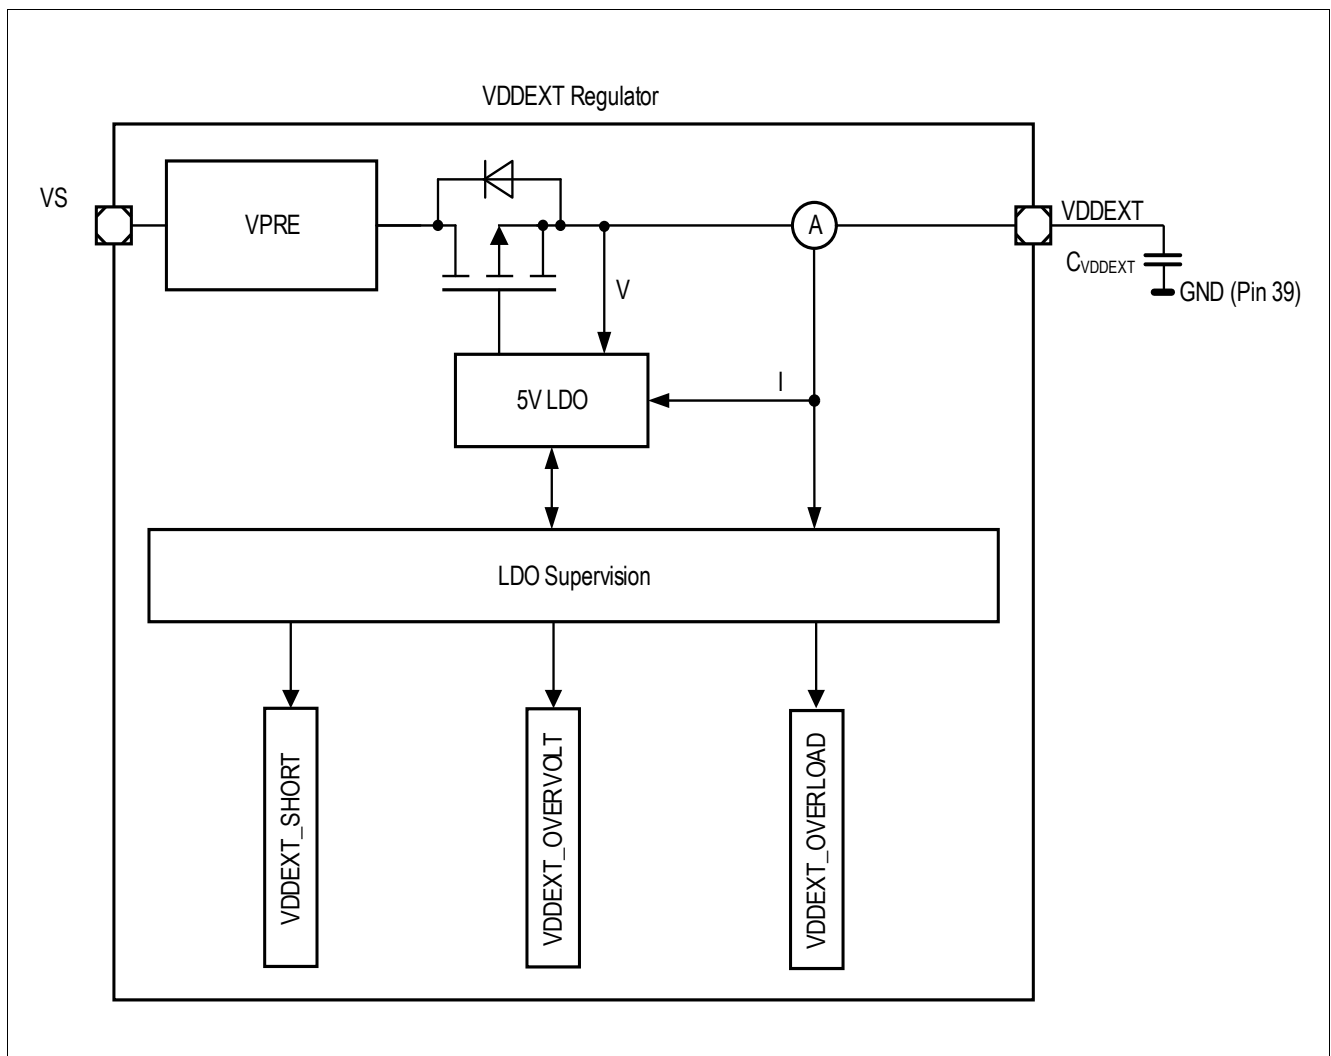 VDDEXT Regulator
VS
VPRE
VDDEXT
A
CVDDEXT
GND (Pin 39)
V
I
5V LDO
LDO Supervision
VDDEXT_SHORT
VDDEXT_OVERVOLT
VDDEXT_OVERLOAD